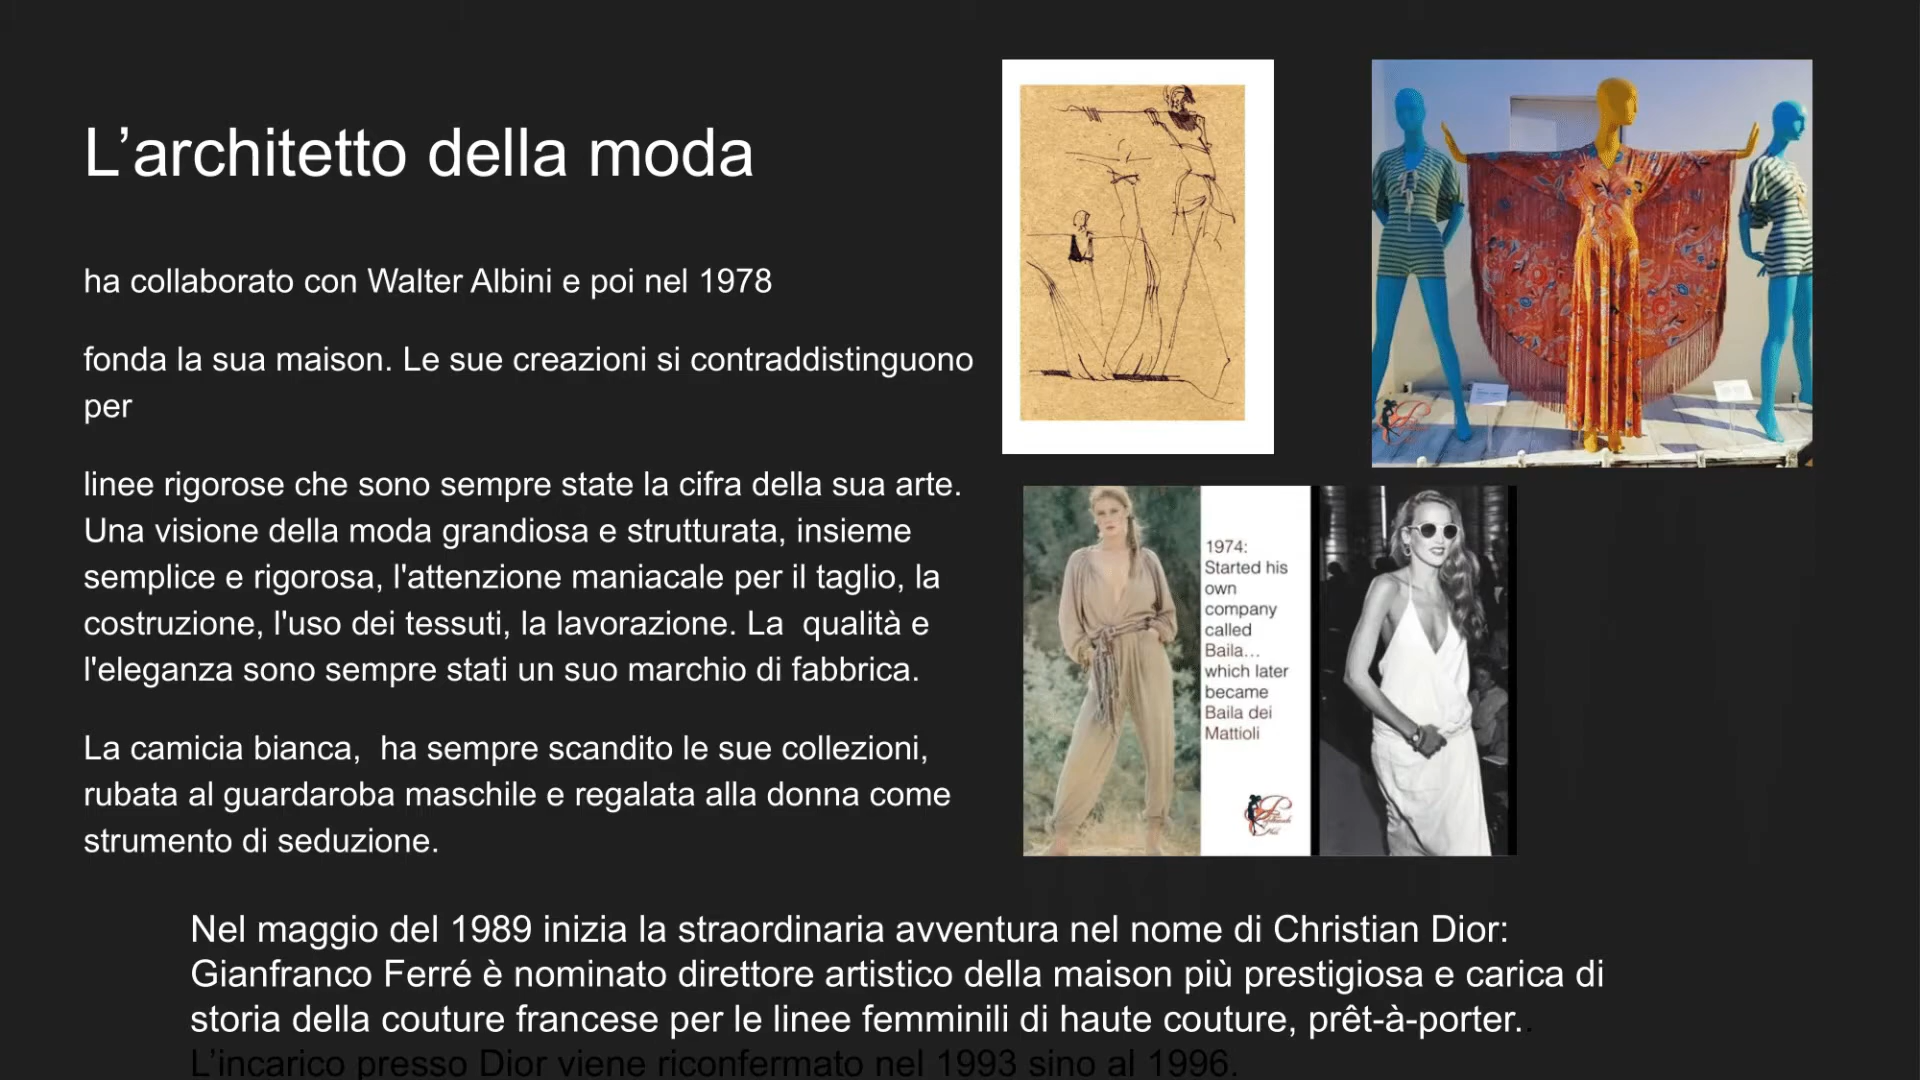 L’architetto della moda
ha collaborato con Walter Albini e poi nel 1978
fonda la sua maison. Le sue creazioni si contraddistinguono
per
linee rigorose che sono sempre state la cifra della sua arte.
Una visione della moda grandiosa e strutturata, insieme
semplice e rigorosa, l'attenzione maniacale per il taglio, la
costruzione, l'uso dei tessuti, la lavorazione. La  qualità e
l'eleganza sono sempre stati un suo marchio di fabbrica.
La camicia bianca,  ha sempre scandito le sue collezioni,
rubata al guardaroba maschile e regalata alla donna come
strumento di seduzione.
1974:
Started his
own
company
called
Baila…
which later
became
Baila dei
Mattioli
Nel maggio del 1989 inizia la straordinaria avventura nel nome di Christian Dior:
Gianfranco Ferré è nominato direttore artistico della maison più prestigiosa e carica di
storia della couture francese per le linee femminili di haute couture, prêt-à-porter..
L’incarico presso Dior viene riconfermato nel 1993 sino al 1996.